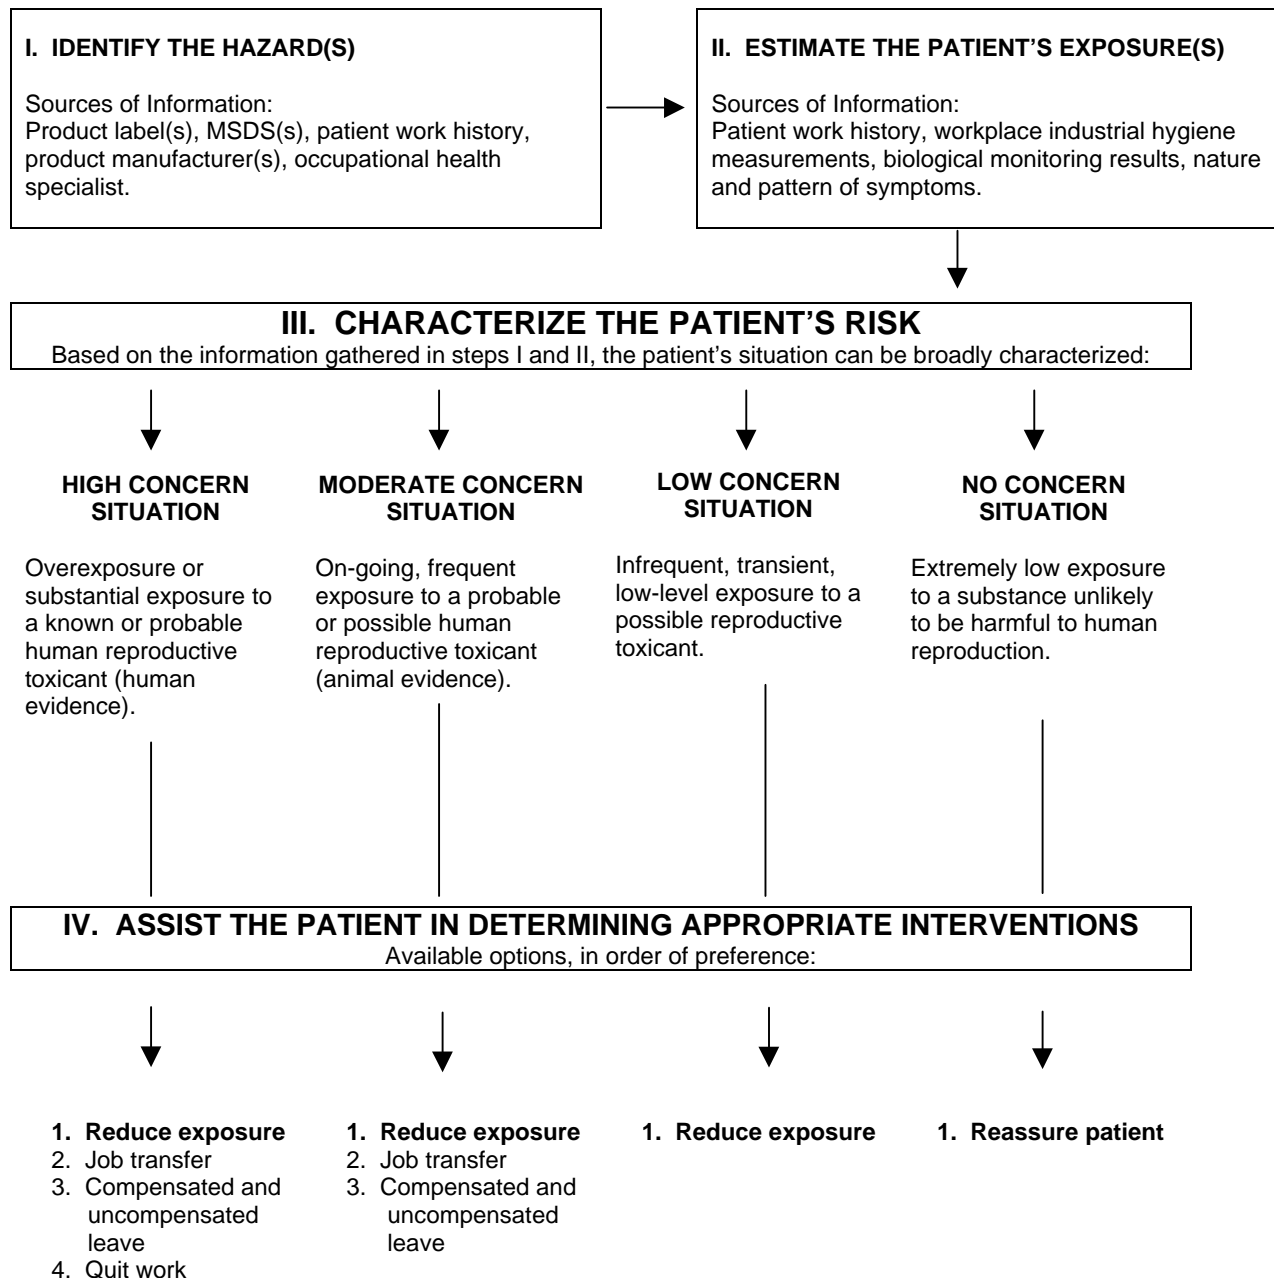 I. IDENTIFY THE HAZARD(S)
Sources of Information:
Product label(s), MSDS(s), patient work history,
product manufacturer(s), occupational health
specialist.
II. ESTIMATE THE PATIENT'S EXPOSURE(S)
Sources of Information:
Patient work history, workplace industrial hygiene
measurements, biological monitoring results, nature
and pattern of symptoms.
III. CHARACTERIZE THE PATIENT'S RISK
Based on the information gathered in steps I and II, the patient's situation can be broadly characterized:
HIGH CONCERN
SITUATION
Overexposure or
substantial exposure to
a known or probable
human reproductive
toxicant (human
evidence).
MODERATE CONCERN
SITUATION
On-going, frequent
exposure to a probable
or possible human
reproductive toxicant
(animal evidence).
LOW CONCERN
SITUATION
Infrequent, transient,
low-level exposure to a
possible reproductive
toxicant.
NO CONCERN
SITUATION
Extremely low exposure
to a substance unlikely
to be harmful to human
reproduction.
IV. ASSIST THE PATIENT IN DETERMINING APPROPRIATE INTERVENTIONS
Available options, in order of preference:
1. Reduce exposure
2. Job transfer
3. Compensated and
uncompensated
leave
4. Quit work
1. Reduce exposure
2. Job transfer
3. Compensated and
uncompensated
leave
1. Reduce exposure
1. Reassure patient